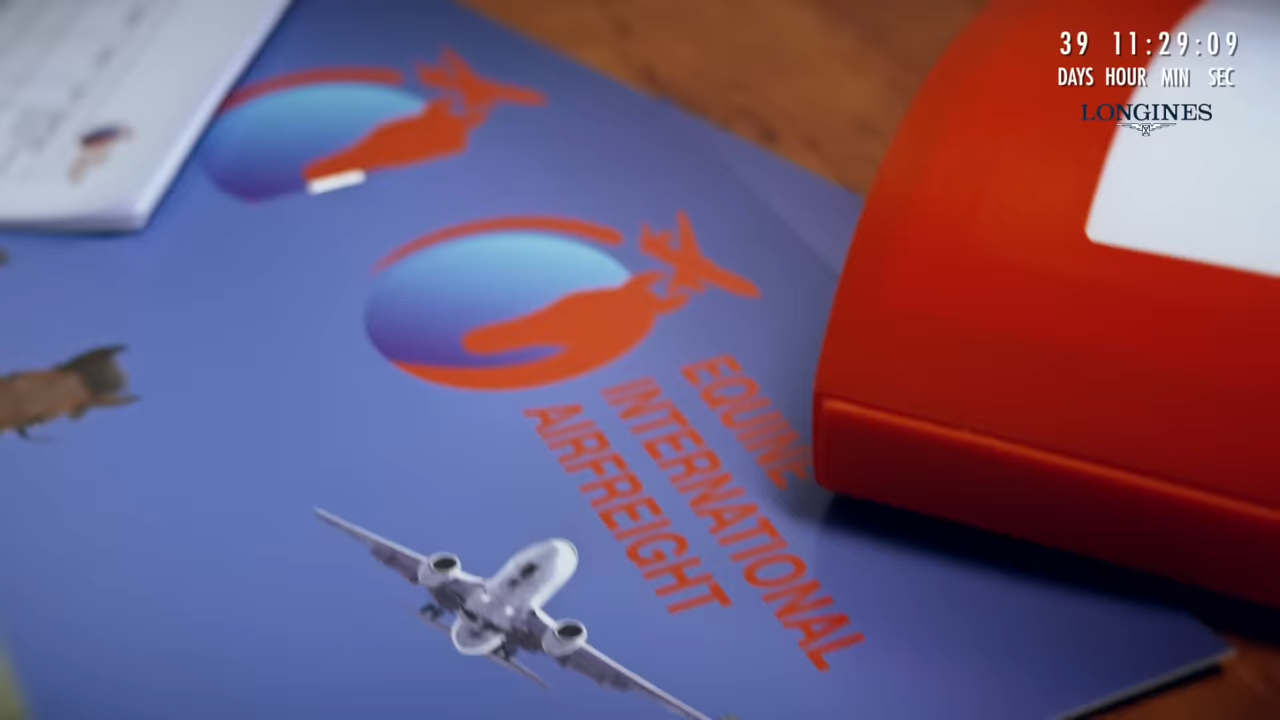 39 11:29:09
DAYS HOUR MIN SEC
LONGINES
EQUINE
INTERNATIONAL
AIRFREIGHT